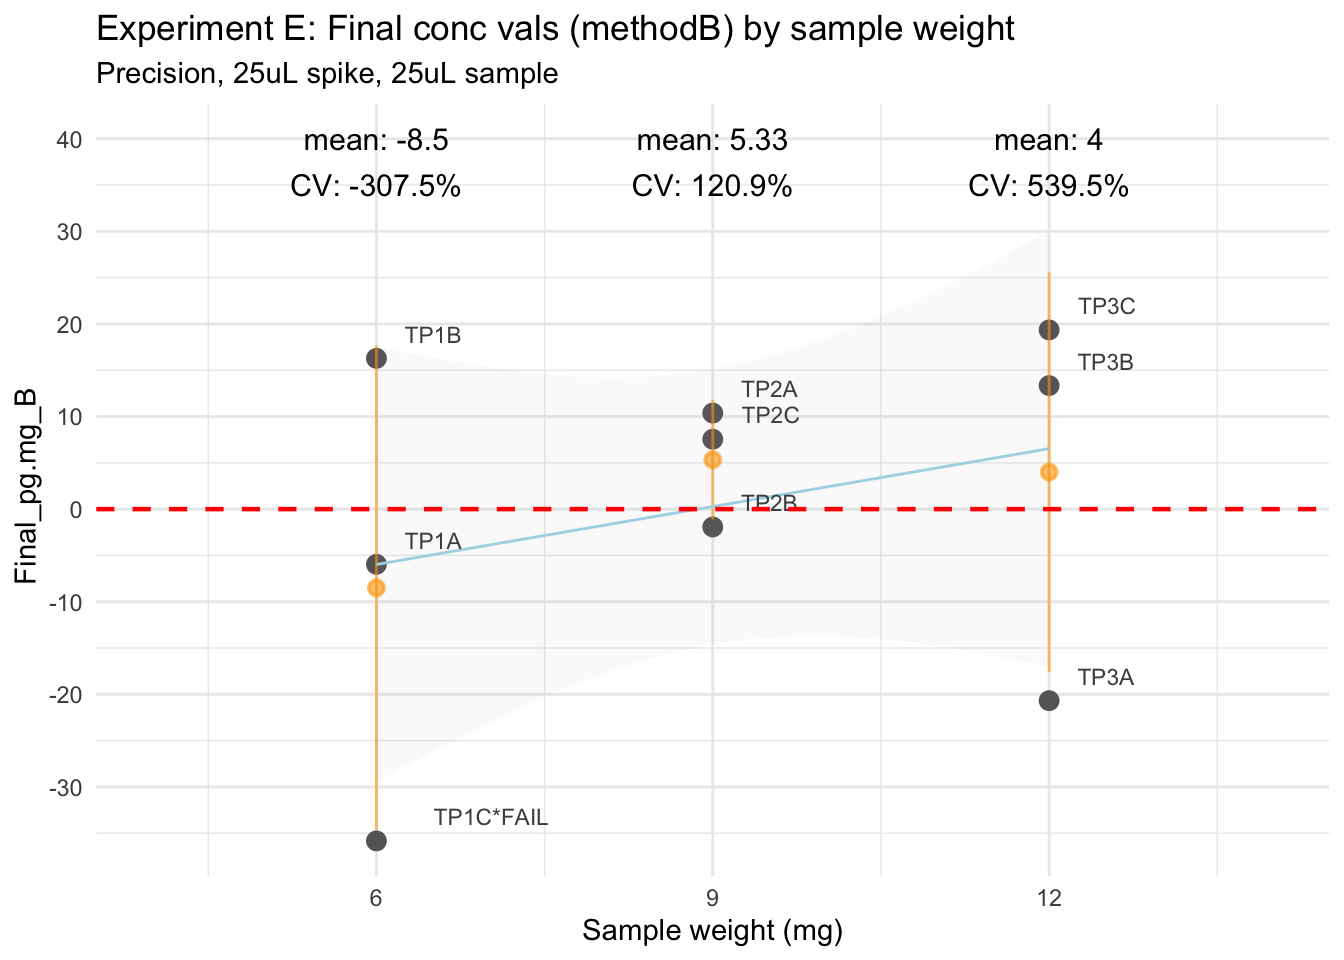 Experiment E: Final conc vals (methodB) by sample weight
Precision, 25uL spike, 25uL sample
40
mean: -8.5
mean: 5.33
mean: 4
CV: -307.5%
CV: 120.9%
CV: 539.5%
30
TP3C
20
TP1B
TP3B
TP2A
10
TP2C
TP2B
0
TP1A
-10
TP3A
-20
-30
TP1C*FAIL
Final_pg.mg_B
6
9
12
Sample weight (mg)